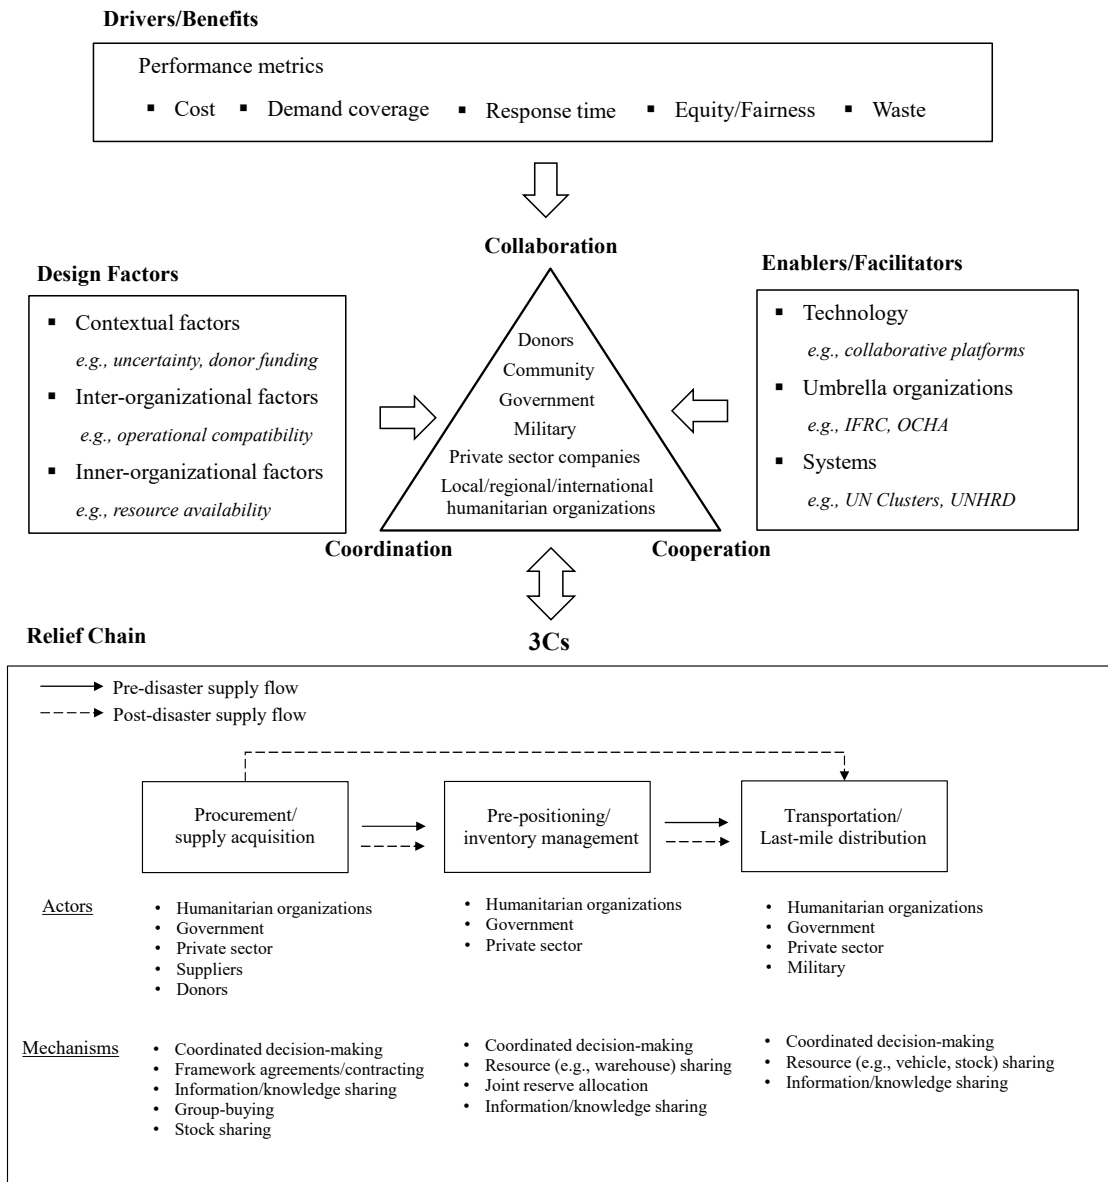 Drivers/Benefits
Performance metrics
▪ Cost ▪ Demand coverage ▪ Response time ▪ Equity/Fairness ▪ Waste
Collaboration
Design Factors
▪ Contextual factors
e.g., uncertainty, donor funding
▪ Inter-organizational factors
e.g., operational compatibility
▪ Inner-organizational factors
e.g., resource availability
Donors
Community
Government
Military
Private sector companies
Local/regional/international
humanitarian organizations
Enablers/Facilitators
▪ Technology
e.g., collaborative platforms
▪ Umbrella organizations
e.g., IFRC, OCHA
▪ Systems
e.g., UN Clusters, UNHRD
Coordination
Cooperation
3Cs
Relief Chain
Pre-disaster supply flow
Post-disaster supply flow
Procurement/
supply acquisition
Pre-positioning/
inventory management
Transportation/
Last-mile distribution
Actors
• Humanitarian organizations
• Government
• Private sector
• Suppliers
• Donors
• Humanitarian organizations
• Government
• Private sector
• Humanitarian organizations
• Government
• Private sector
• Military
Mechanisms
• Coordinated decision-making
• Framework agreements/contracting
• Information/knowledge sharing
• Group-buying
• Stock sharing
• Coordinated decision-making
• Resource (e.g., warehouse) sharing
• Joint reserve allocation
• Information/knowledge sharing
• Coordinated decision-making
• Resource (e.g., vehicle, stock) sharing
• Information/knowledge sharing